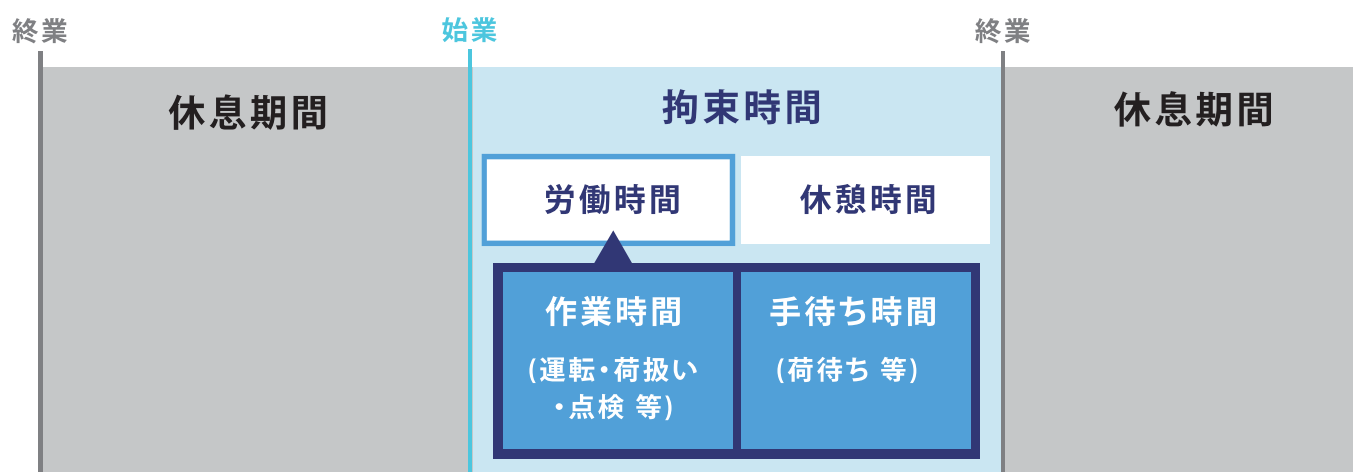 終業
始業
終業
休息期間
拘束時間
休息期間
労働時間
休憩時間
作業時間
(運転・荷扱い
・点検 等)
手待ち時間
(荷待ち 等)